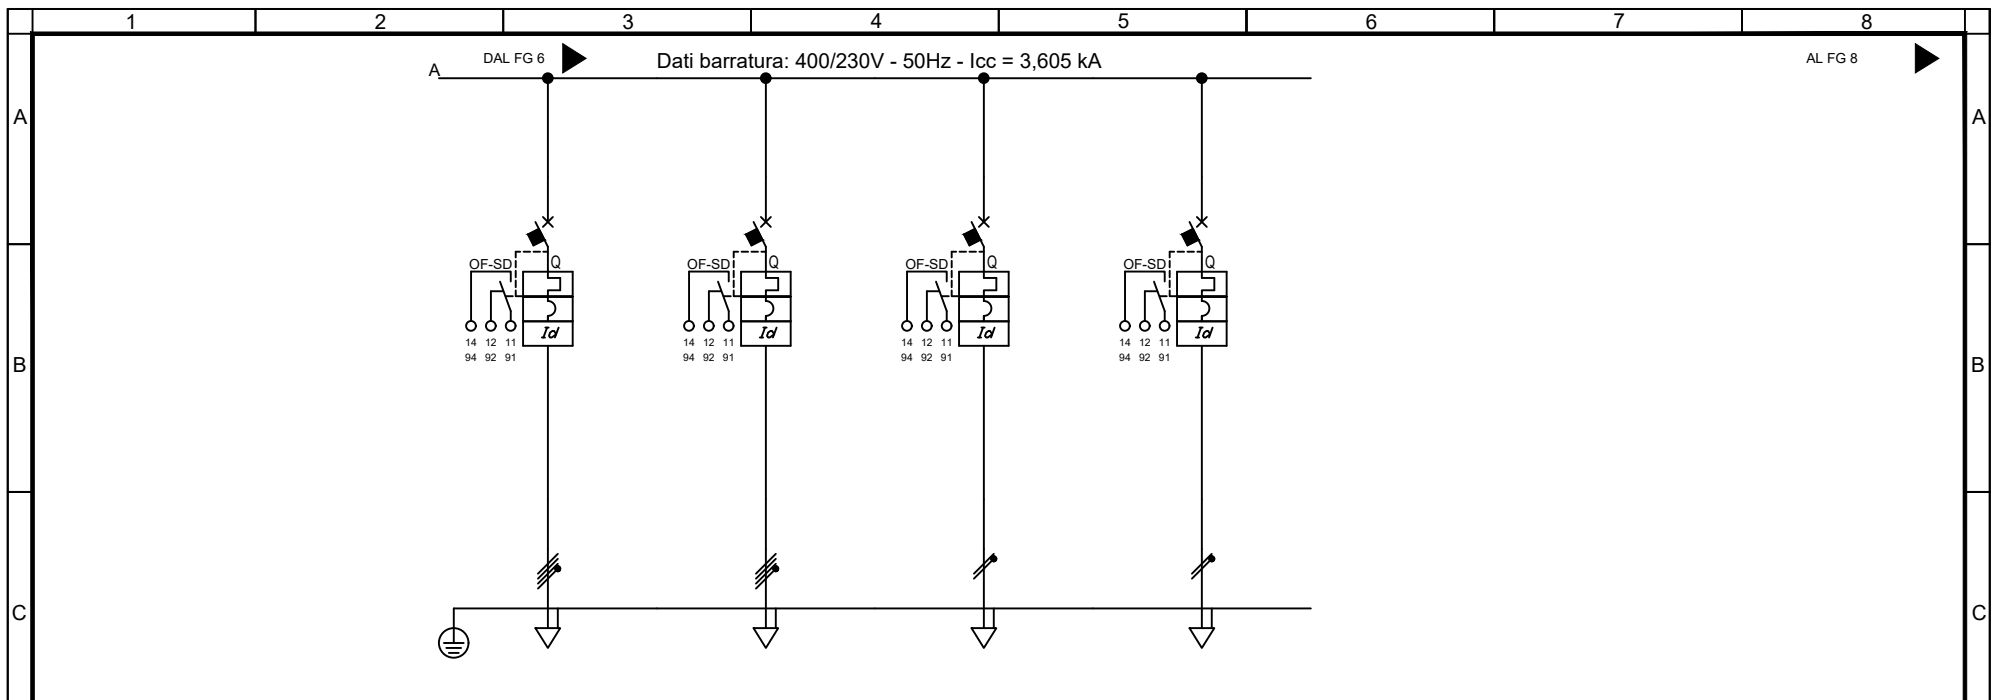 1 2 3 4 5 6 7 8
DAL FG 6 Dati barratura: 400/230V - 50Hz - Icc = 3,605 kA AL FG 8
A
A A
OF-SD Q OF-SD Q OF-SD Q OF-SD Q
Id Id Id Id
14 12 11 14 12 11 14 12 11 14 12 11
94 92 91 94 92 91 94 92 91 94 92 91
B B
C C